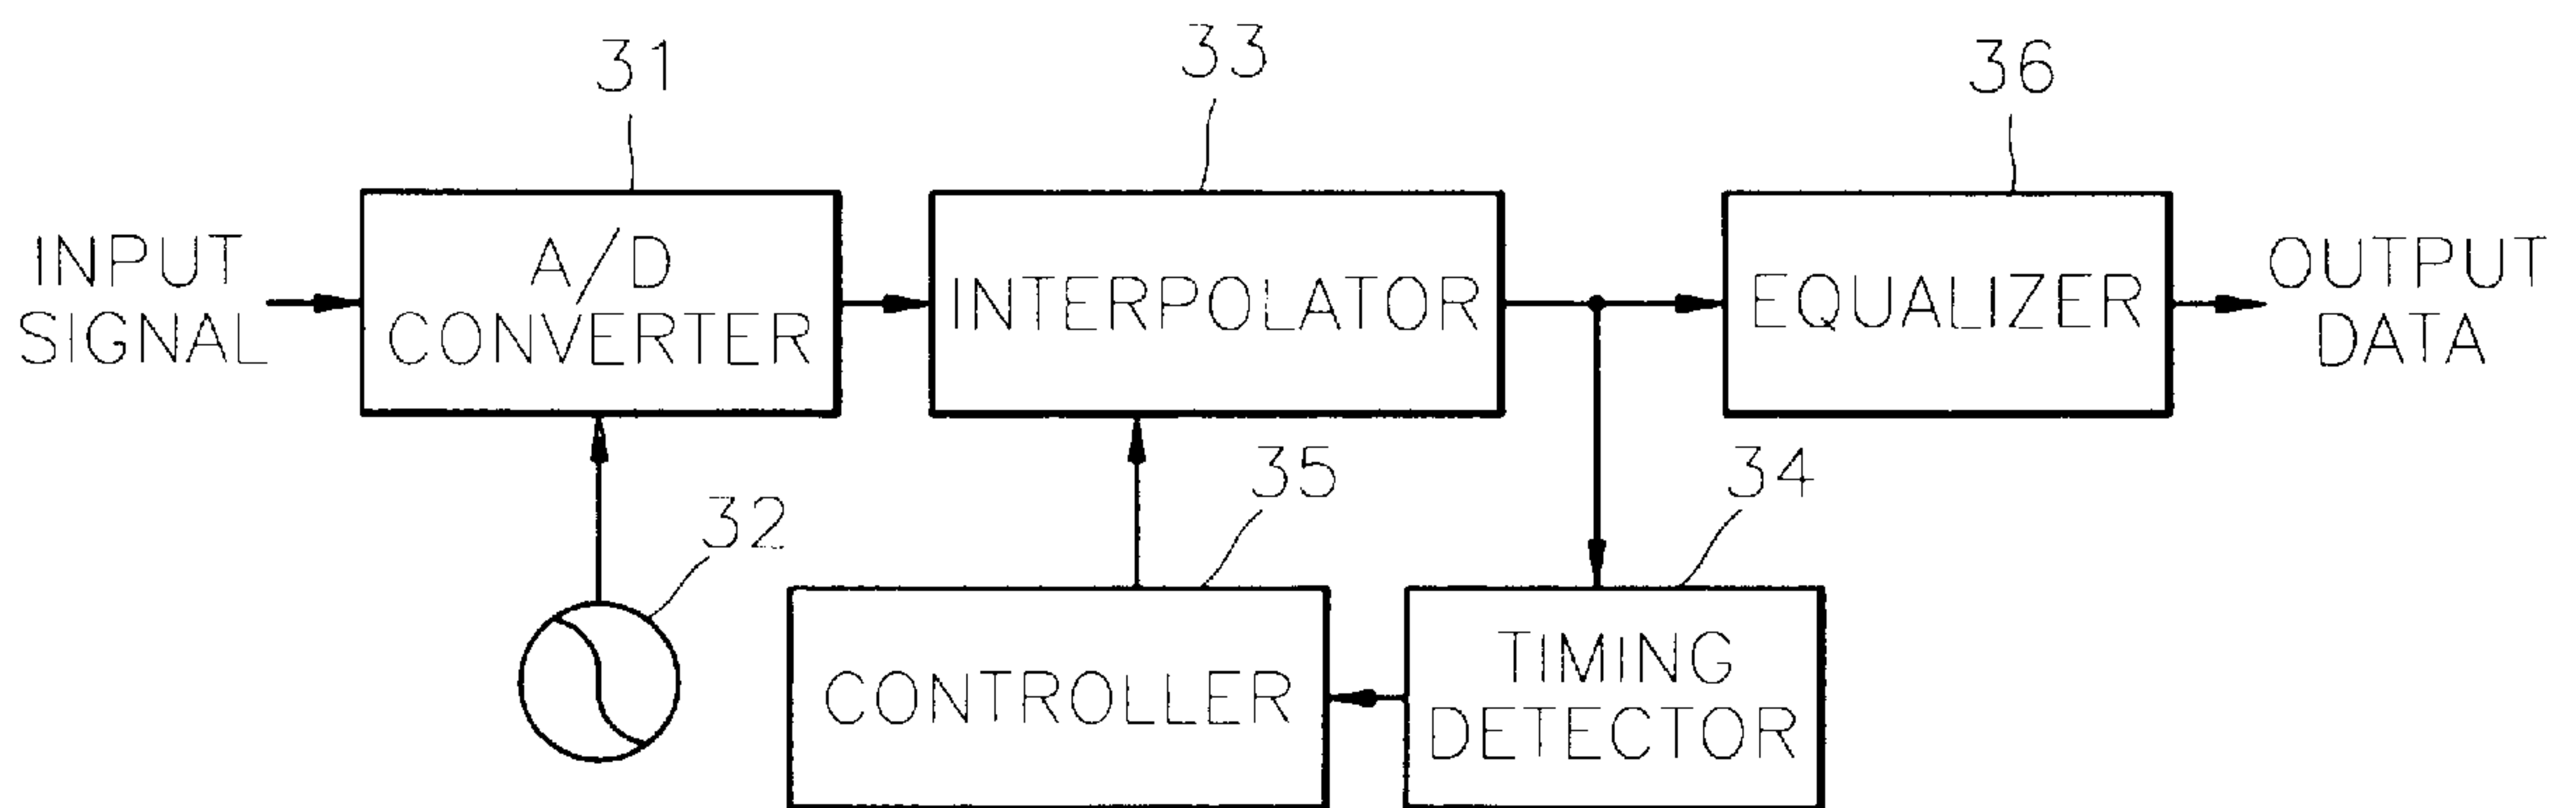 31
33
36
INPUT
SIGNAL
A/D
CONVERTER
INTERPOLATOR
EQUALIZER
OUTPUT
DATA
32
35
34
CONTROLLER
TIMING
DETECTOR